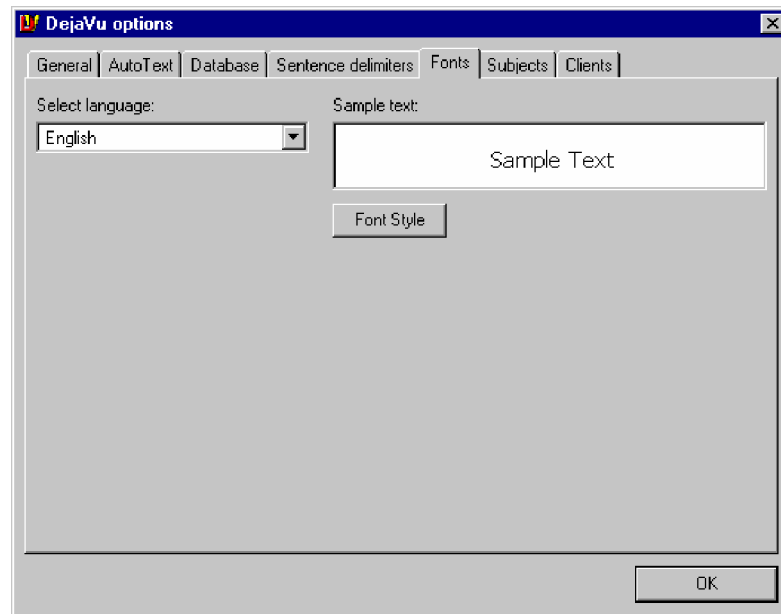 DejaVu options
General AutoText Database Sentence delimiters Fonts Subjects Clients
Select language: Sample text:
English Sample Text
Font Style
OK